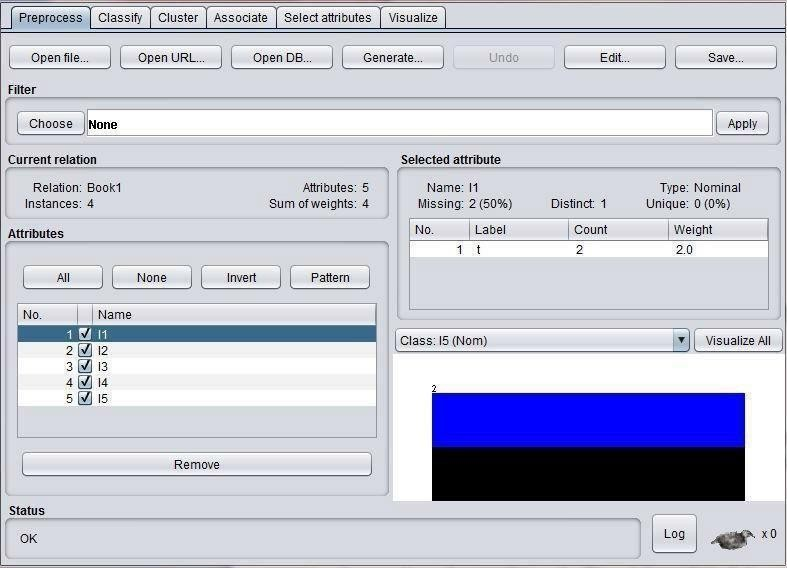 Preprocess Classify Cluster Associate Select attributes Visualize
Open file... Open URL... Open DB... Generate... Undo Edit... Save...
Filter
Choose None Apply
Current relation
Relation: Book1 Attributes: 5
Instances: 4 Sum of weights: 4
Selected attribute
Name: I1 Type: Nominal
Missing: 2 (50%) Distinct: 1 Unique: 0 (0%)
No. Label Count Weight
1 t 2 2.0
Attributes
All None Invert Pattern
No. Name
1 I1
2 I2
3 I3
4 I4
5 I5
Remove
Class: I5 (Nom) Visualize All
2
Status
OK
Log x 0